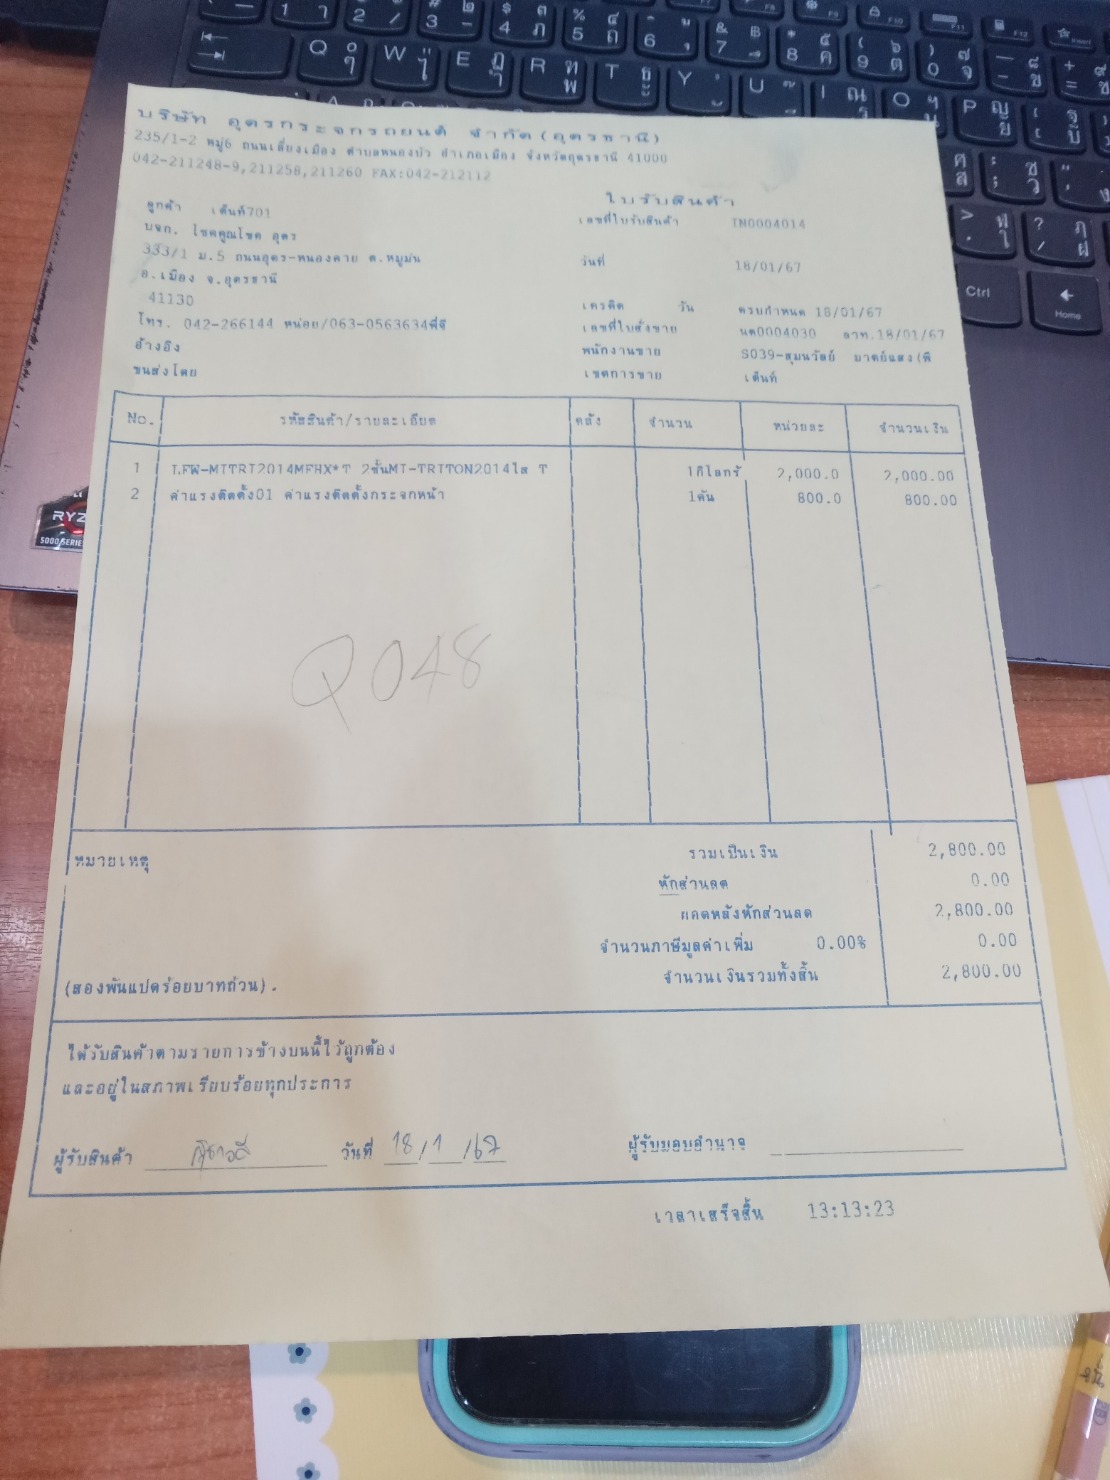 บริษัท อุดรกระจกรถยนต์ จำกัด(อุดรธานี)
235/1-2 หมู่6 ถนนเลี่ยงเมือง ตำบลหนองบัว อำเภอเมือง จังหวัดอุดรธานี 41000
042-211248-9,211258,211260 FAX:042-212112
ใบรับสินค้า
ลูกค้า เต็นท์701
เลขที่ใบรับสินค้า IN0004014
บจก. โชคคูณโชค อุดร
333/1 ม.5 ถนนอุดร-หนองคาย ต.หมูม่น
วันที่ 18/01/67
อ.เมือง จ.อุดรธานี
41130
เครดิต วัน ครบกำหนด 18/01/67
โทร. 042-266144 หน่อย/063-0563634พี่จี
เลขที่ใบสั่งขาย นค0004030 ลวท.18/01/67
อ้างอิง
พนักงานขาย S039-สุมนวัลย์ มาตย์แสง(พี
ขนส่งโดย
เขตการขาย เต็นท์
No. รหัสสินค้า/รายละเอียด คลัง จำนวน หน่วยละ จำนวนเงิน
1 LFW-MITRI2014MFHX*T 2ชั้นMI-TRITON2014ใส T 1กิโลกรั 2,000.0 2,000.00
2 ค่าแรงติดตั้ง01 ค่าแรงติดตั้งกระจกหน้า 1คัน 800.0 800.00
Q048
หมายเหตุ
รวมเป็นเงิน 2,800.00
หักส่วนลด 0.00
ยอดหลังหักส่วนลด 2,800.00
จำนวนภาษีมูลค่าเพิ่ม 0.00% 0.00
(สองพันแปดร้อยบาทถ้วน). จำนวนเงินรวมทั้งสิ้น 2,800.00
ได้รับสินค้าตามรายการข้างบนนี้ไว้ถูกต้อง
และอยู่ในสภาพเรียบร้อยทุกประการ
ผู้รับสินค้า วันที่ 18/1/67 ผู้รับมอบอำนาจ
เวลาเสร็จสิ้น 13:13:23